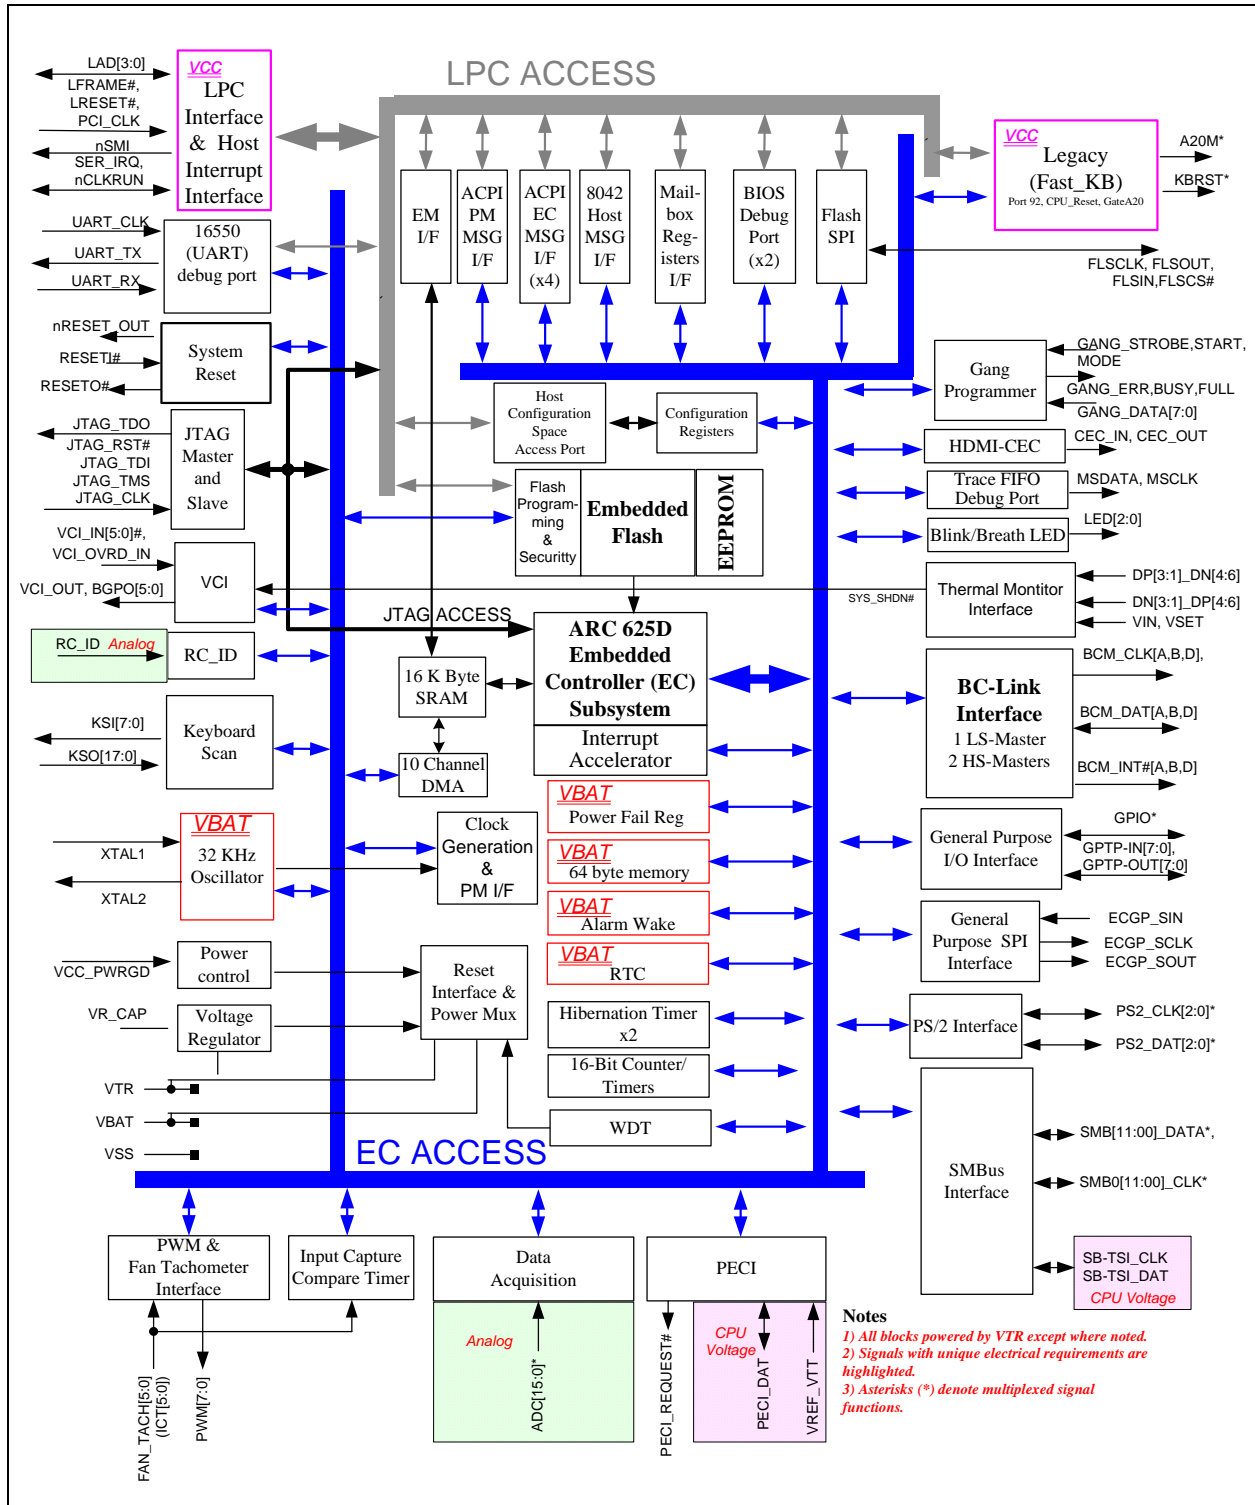 LPC ACCESS
LAD[3:0]
LFRAME#,
LRESET#,
PCI_CLK
nSMI
SER_IRQ,
nCLKRUN
VCC
LPC
Interface
& Host
Interrupt
Interface
VCC
Legacy
(Fast_KB)
Port 92, CPU_Reset, GateA20
A20M*
KBRST*
EM
I/F
ACPI
PM
MSG
I/F
ACPI
EC
MSG
I/F
(x4)
8042
Host
MSG
I/F
Mail-
box
Reg-
isters
I/F
BIOS
Debug
Port
(x2)
Flash
SPI
FLSCLK, FLSOUT,
FLSIN,FLSCS#
UART_CLK
UART_TX
UART_RX
16550
(UART)
debug port
nRESET_OUT
RESETI#
RESETO#
System
Reset
Gang
Programmer
GANG_STROBE,START,
MODE
GANG_ERR,BUSY,FULL
GANG_DATA[7:0]
Host
Configuration
Space
Access Port
Configuration
Registers
JTAG_TDO
JTAG_RST#
JTAG_TDI
JTAG_TMS
JTAG_CLK
JTAG
Master
and
Slave
HDMI-CEC
CEC_IN, CEC_OUT
Trace FIFO
Debug Port
MSDATA, MSCLK
Blink/Breath LED
LED[2:0]
Flash
Program-
ming
&
Securitty
Embedded
Flash
EEPROM
VCI_IN[5:0]#,
VCI_OVRD_IN
VCI_OUT, BGPO[5:0]
VCI
SYS_SHDN#
Thermal Montitor
Interface
DP[3:1]_DN[4:6]
DN[3:1]_DP[4:6]
VIN, VSET
JTAG ACCESS
RC_ID Analog
RC_ID
ARC 625D
Embedded
Controller (EC)
Subsystem
Interrupt
Accelerator
16 K Byte
SRAM
10 Channel
DMA
BC-Link
Interface
1 LS-Master
2 HS-Masters
BCM_CLK[A,B,D],
BCM_DAT[A,B,D]
BCM_INT#[A,B,D]
KSI[7:0]
KSO[17:0]
Keyboard
Scan
VBAT
Power Fail Reg
VBAT
64 byte memory
VBAT
Alarm Wake
VBAT
RTC
XTAL1
XTAL2
VBAT
32 KHz
Oscillator
Clock
Generation
&
PM I/F
General Purpose
I/O Interface
GPIO*
GPTP-IN[7:0],
GPTP-OUT[7:0]
General
Purpose SPI
Interface
ECGP_SIN
ECGP_SCLK
ECGP_SOUT
VCC_PWRGD
Power
control
VR_CAP
Voltage
Regulator
Reset
Interface &
Power Mux
Hibernation Timer
x2
16-Bit Counter/
Timers
WDT
PS/2 Interface
PS2_CLK[2:0]*
PS2_DAT[2:0]*
VTR
VBAT
VSS
EC ACCESS
SMBus
Interface
SMB[11:00]_DATA*,
SMB0[11:00]_CLK*
SB-TSI_CLK
SB-TSI_DAT
CPU Voltage
PWM &
Fan Tachometer
Interface
Input Capture
Compare Timer
Data
Acquisition
PECI
Analog
CPU
Voltage
FAN_TACH[5:0]
(ICT[5:0])
PWM[7:0]
ADC[15:0]*
PECI_REQUEST#
PECI_DAT
VREF_VTT
Notes
1) All blocks powered by VTR except where noted.
2) Signals with unique electrical requirements are
highlighted.
3) Asterisks (*) denote multiplexed signal
functions.